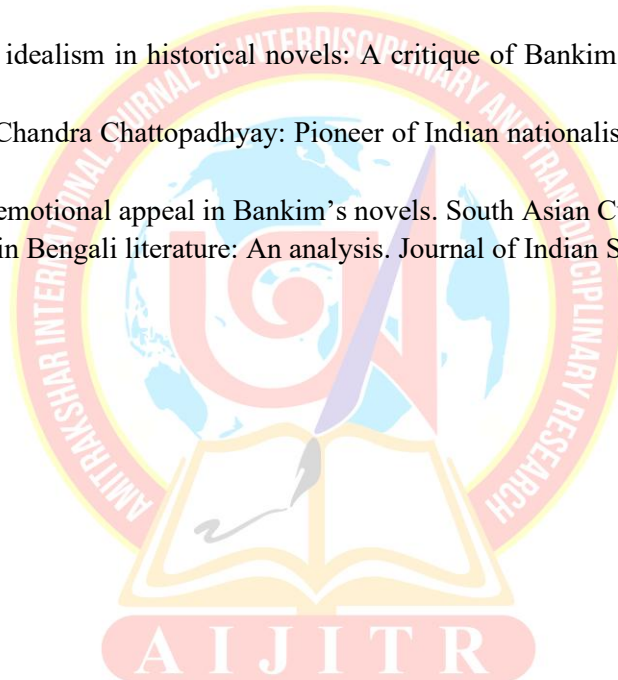 idealism in historical novels: A critique of Bankim
Chandra Chattopadhyay: Pioneer of Indian nationalis
emotional appeal in Bankim’s novels. South Asian C
in Bengali literature: An analysis. Journal of Indian S
AMITRAKSHAR INTERNATIONAL JOURNAL OF INTERDISCIPLINARY AND TRANSDISCIPLINARY RESEARCH
AIJITR